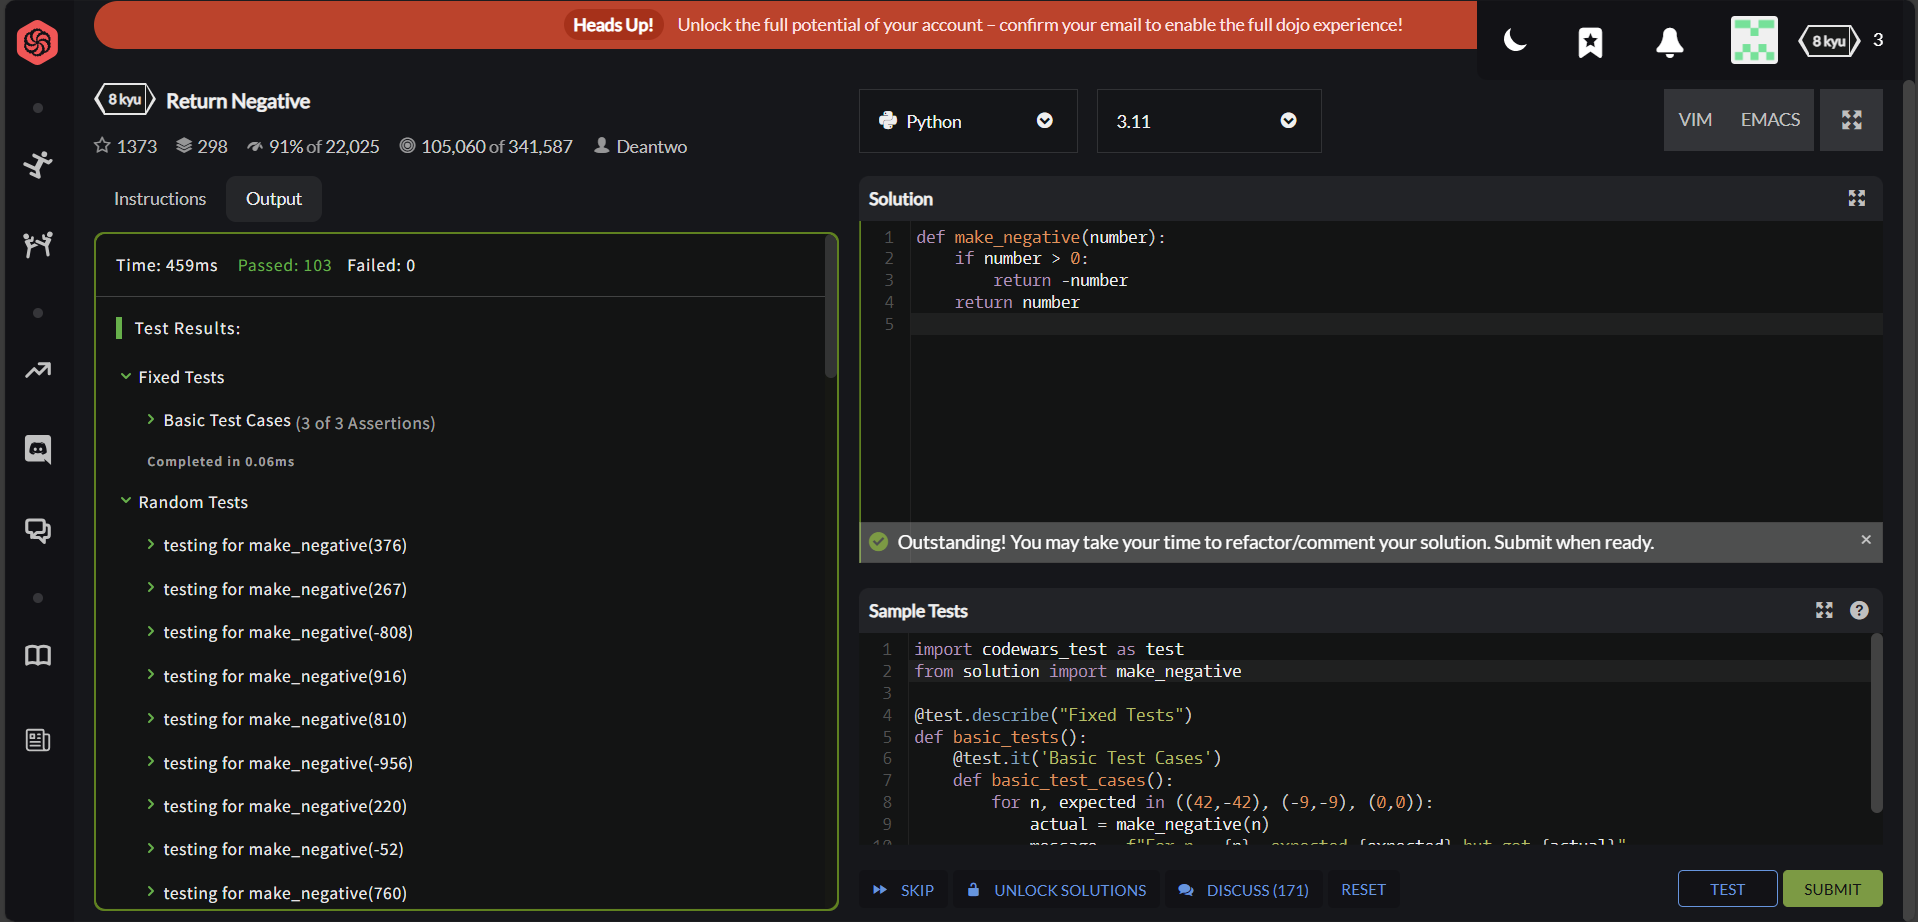 Heads Up! Unlock the full potential of your account – confirm your email to enable the full dojo experience!
8 kyu 3
8 kyu Return Negative
1373 298 91% of 22,025 105,060 of 341,587 Deantwo
Python 3.11 VIM EMACS
Instructions Output
Time: 459ms Passed: 103 Failed: 0
Test Results:
Fixed Tests
Basic Test Cases (3 of 3 Assertions)
Completed in 0.06ms
Random Tests
testing for make_negative(376)
testing for make_negative(267)
testing for make_negative(-808)
testing for make_negative(916)
testing for make_negative(810)
testing for make_negative(-956)
testing for make_negative(220)
testing for make_negative(-52)
testing for make_negative(760)
Solution
1 def make_negative(number):
2     if number > 0:
3         return -number
4     return number
5
Outstanding! You may take your time to refactor/comment your solution. Submit when ready. ×
Sample Tests ?
1 import codewars_test as test
2 from solution import make_negative
3
4 @test.describe("Fixed Tests")
5 def basic_tests():
6     @test.it('Basic Test Cases')
7     def basic_test_cases():
8         for n, expected in ((42,-42), (-9,-9), (0,0)):
9             actual = make_negative(n)
10             message = f"For n = {n}, expected {expected} but got {actual}"
SKIP UNLOCK SOLUTIONS DISCUSS (171) RESET TEST SUBMIT